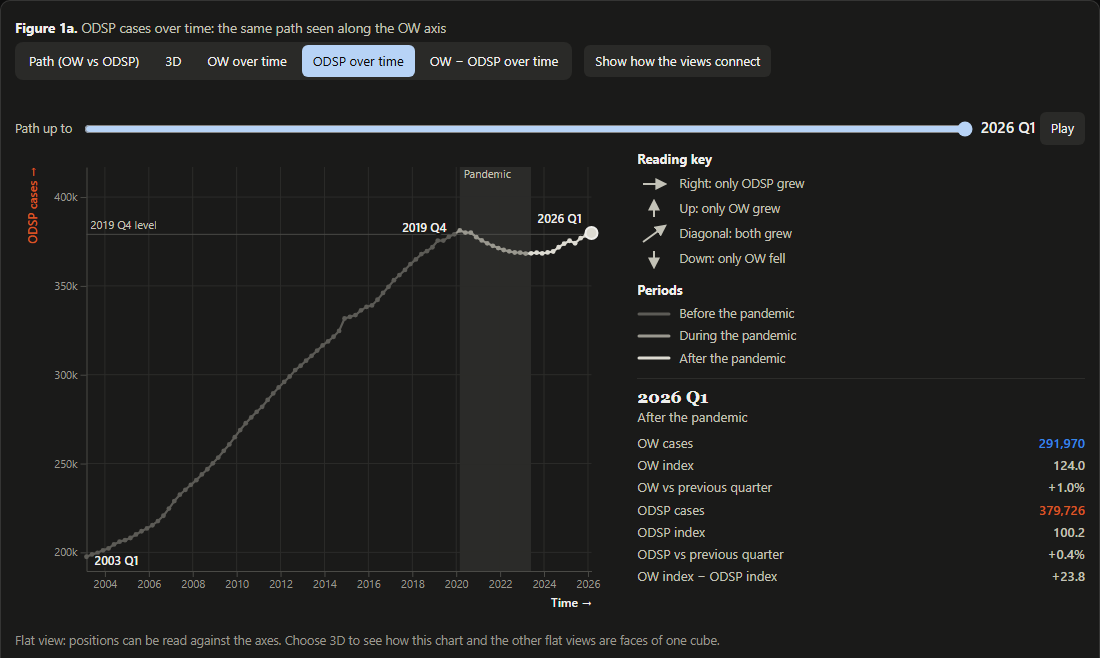 Figure 1a. ODSP cases over time: the same path seen along the OW axis
Path (OW vs ODSP) 3D OW over time ODSP over time OW − ODSP over time Show how the views connect
Path up to 2026 Q1 Play
ODSP cases →
400k
350k
300k
250k
200k
Pandemic
2019 Q4 level
2019 Q4
2026 Q1
2003 Q1
2004 2006 2008 2010 2012 2014 2016 2018 2020 2022 2024 2026
Time →
Reading key
Right: only ODSP grew
Up: only OW grew
Diagonal: both grew
Down: only OW fell
Periods
Before the pandemic
During the pandemic
After the pandemic
2026 Q1
After the pandemic
OW cases 291,970
OW index 124.0
OW vs previous quarter +1.0%
ODSP cases 379,726
ODSP index 100.2
ODSP vs previous quarter +0.4%
OW index − ODSP index +23.8
Flat view: positions can be read against the axes. Choose 3D to see how this chart and the other flat views are faces of one cube.